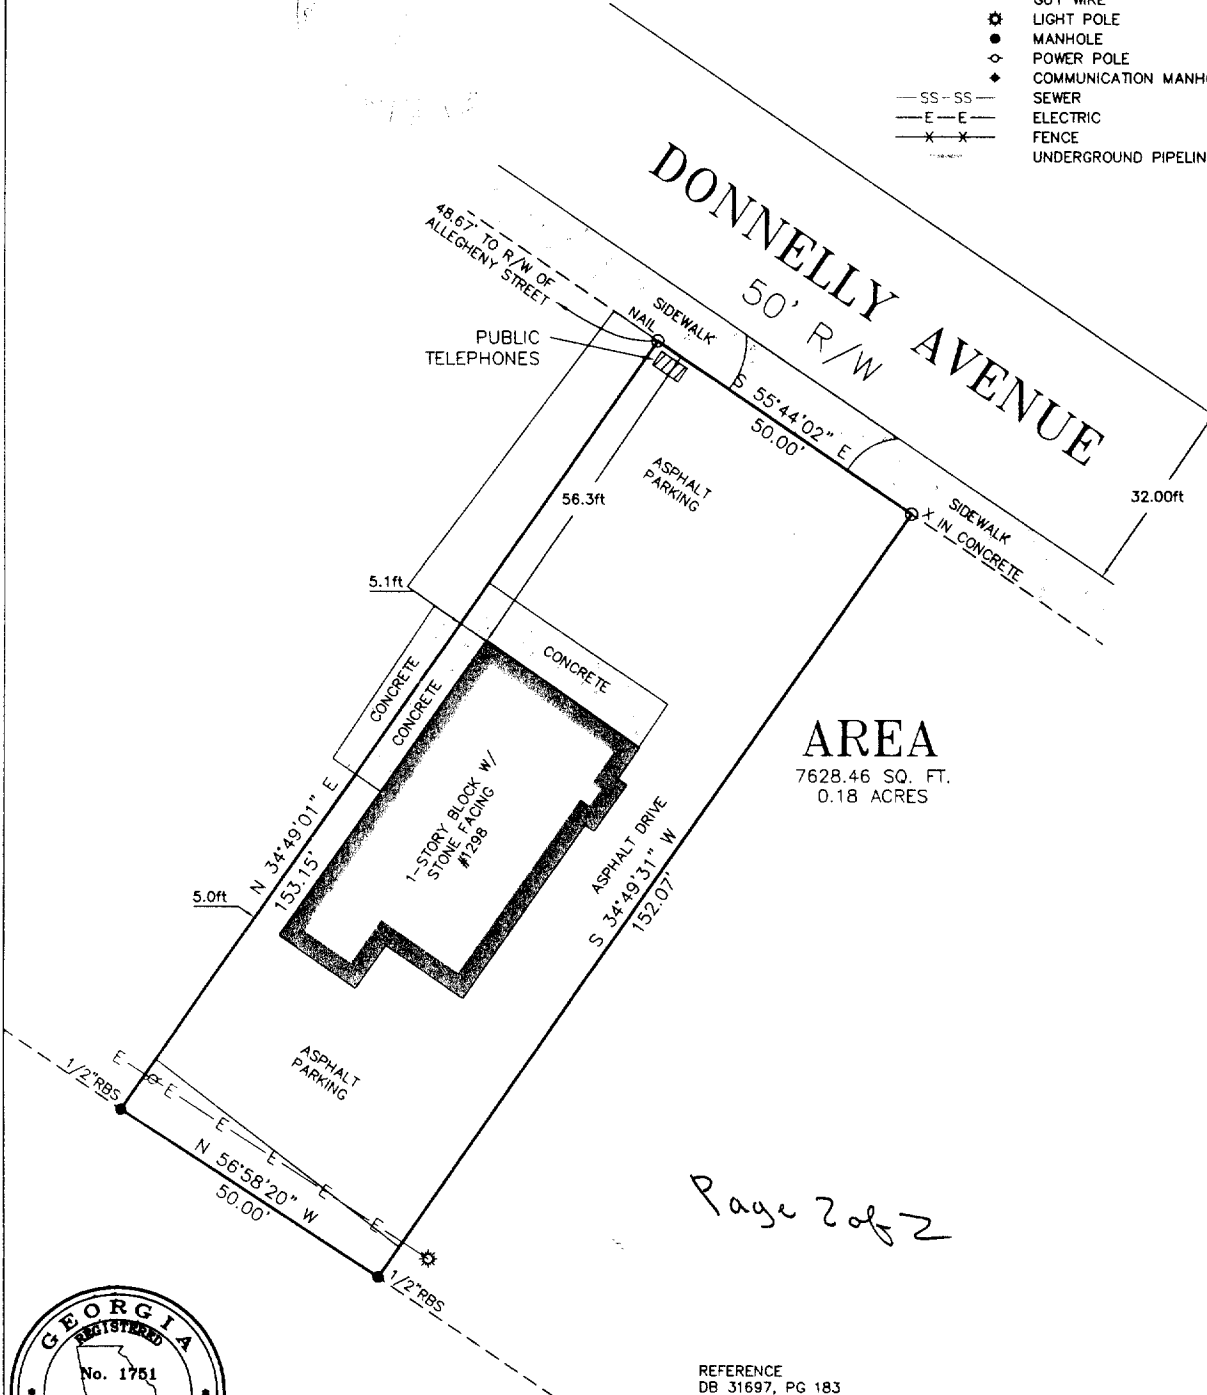 LIGHT POLE
MANHOLE
POWER POLE
COMMUNICATION
SS-SS
SEWER
E-E
ELECTRIC
X X
FENCE
UNDERGROUND
DONNELLY AVENUE
50' R/W
48.67' TO R/W OF
ALLEGHENY STREET
NAIL
SIDEWALK
PUBLIC
TELEPHONES
S 55°44'02" E
50.00'
ASPHALT
PARKING
56.3ft
32.00ft
SIDEWALK
X IN CONCRETE
5.1ft
CONCRETE
CONCRETE
CONCRETE
AREA
7628.46 SQ. FT.
0.18 ACRES
1-STORY BLOCK W/
STONE FACING
#1298
ASPHALT DRIVE
S 34°49'31" W
152.07'
N 34°49'01" E
153.15'
5.0ft
ASPHALT
PARKING
1/2"RBS
E E E E E E
N 56°58'20" W
50.00'
1/2"RBS
Page 2 of 2
GEORGIA
REGISTERED
No. 1751
REFERENCE
DB 31697, PG 183